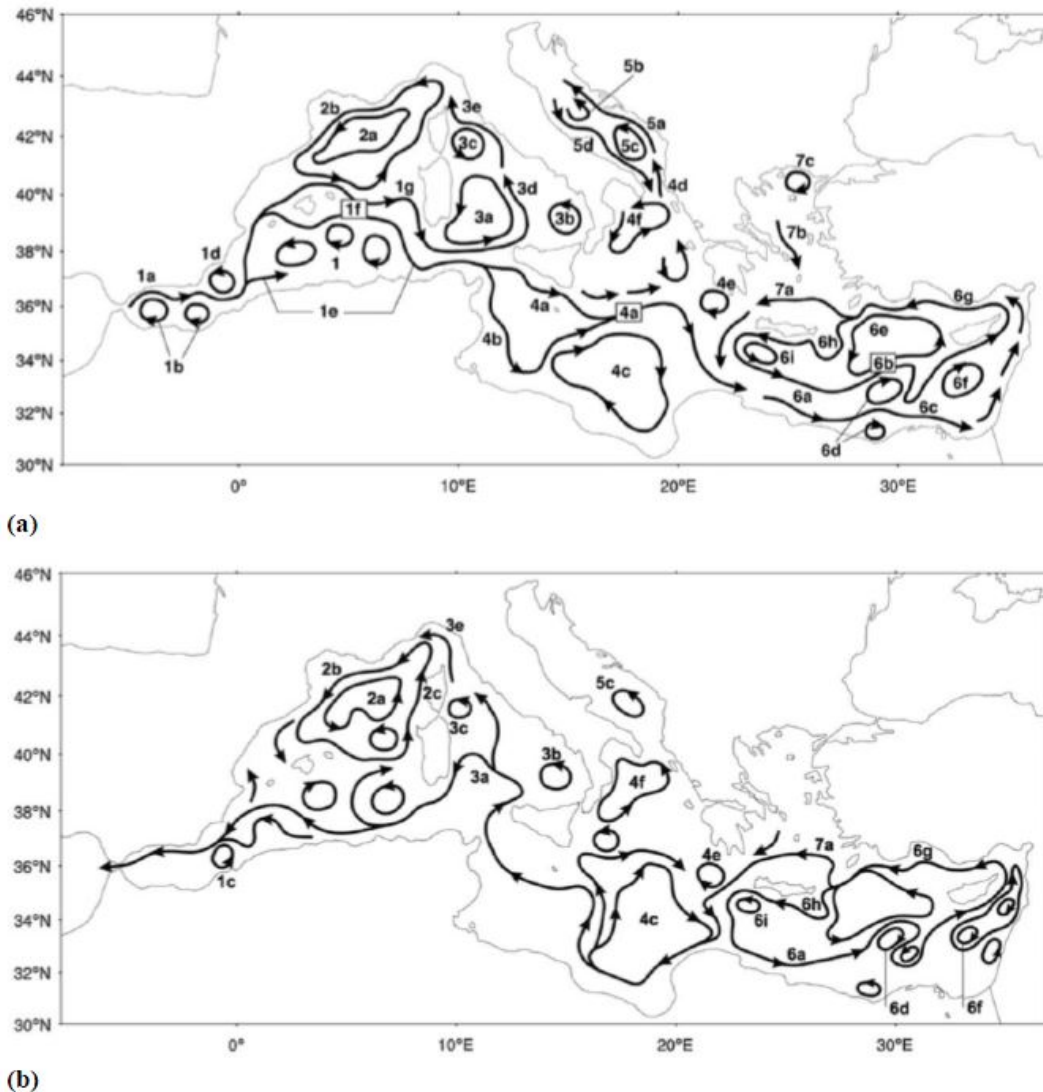 46°N
44°N
42°N
40°N
38°N
36°N
34°N
32°N
30°N
0°
10°E
20°E
30°E
2b
2a
3e
3c
5b
5a
5c
5d
7c
1g
3d
4d
1f
3a
3b
4f
7b
1a
1d
1
1e
4a
4a
4e
7a
6g
1b
4b
4c
6h
6e
6i
6b
6f
6a
6c
6d
(a)
46°N
44°N
42°N
40°N
38°N
36°N
34°N
32°N
30°N
0°
10°E
20°E
30°E
3e
2b
2a
2c
3c
5c
3a
3b
4f
1c
4e
7a
6g
4c
6i
6h
6a
6d
6f
(b)